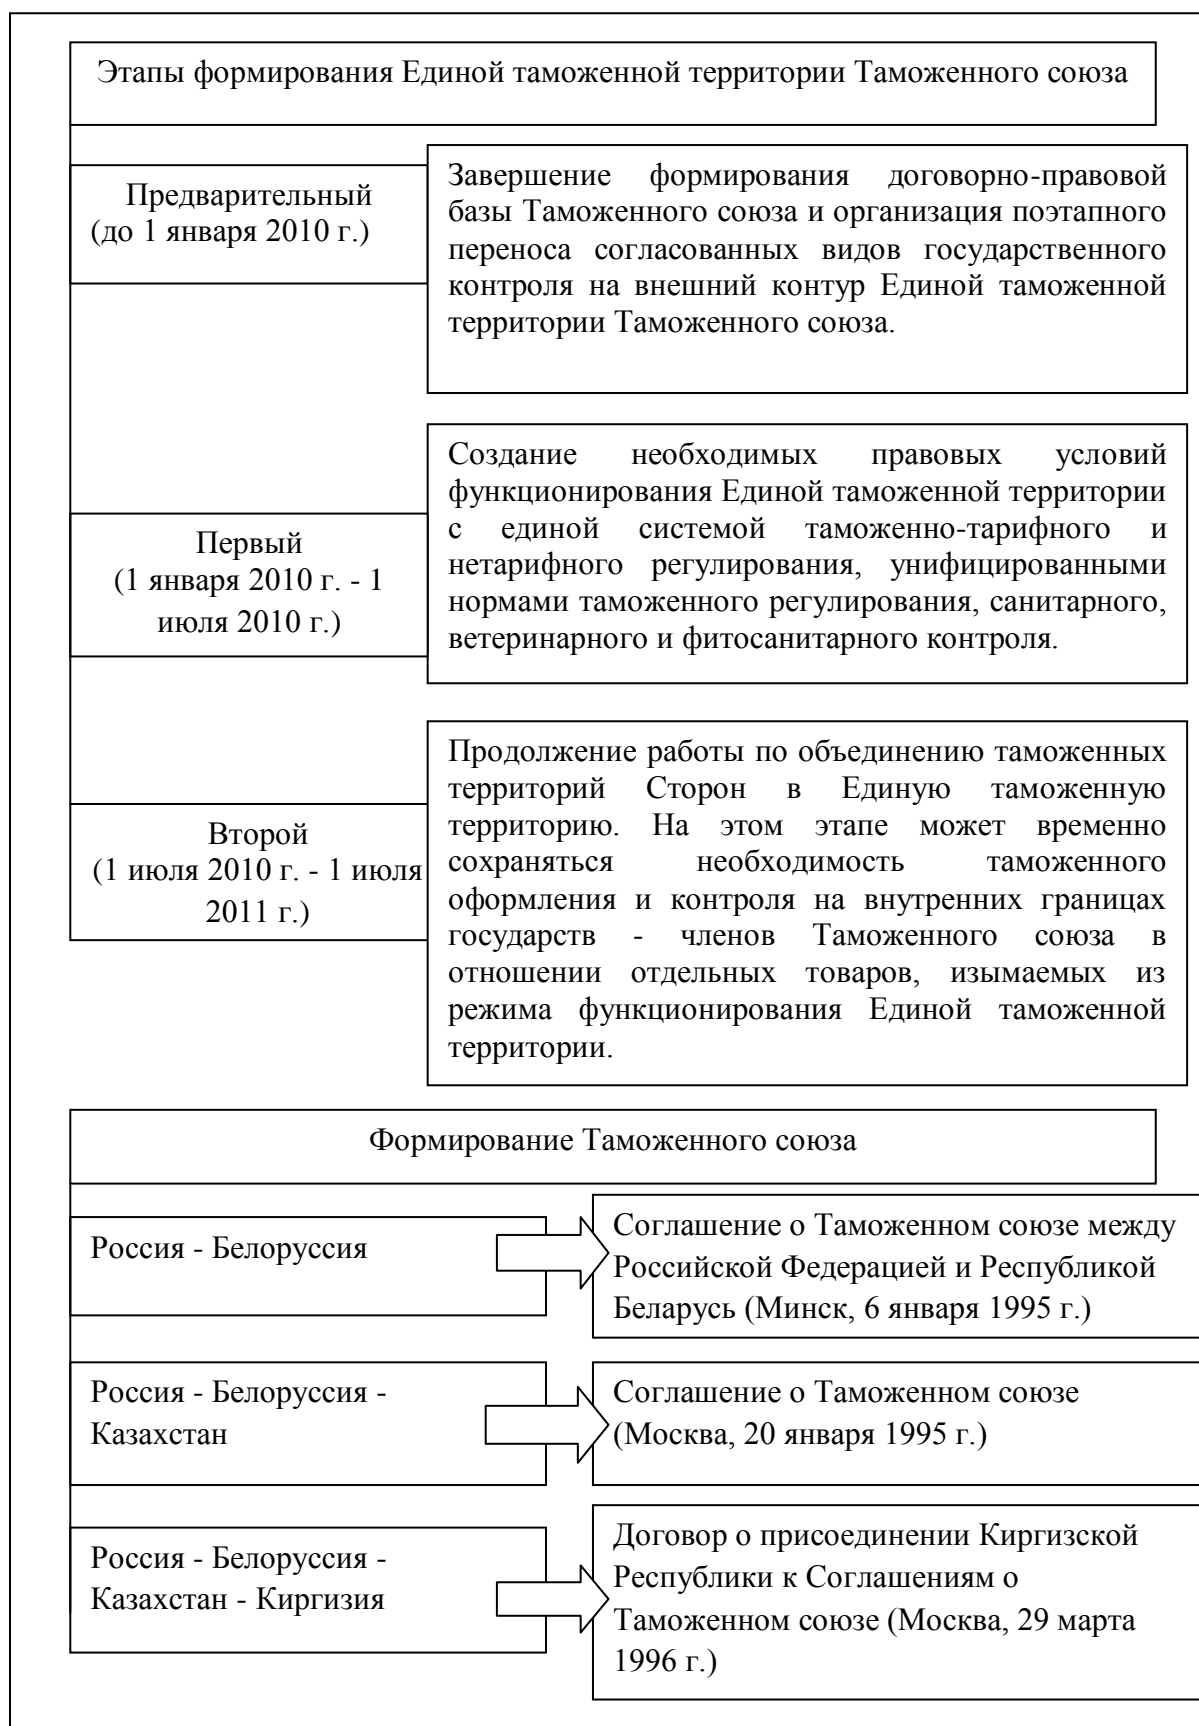 Этапы формирования Единой таможенной территории Таможенного союза
Предварительный
(до 1 января 2010 г.)
Завершение формирования договорно-правовой
базы Таможенного союза и организация поэтапного
переноса согласованных видов государственного
контроля на внешний контур Единой таможенной
территории Таможенного союза.
Первый
(1 января 2010 г. - 1
июля 2010 г.)
Создание необходимых правовых условий
функционирования Единой таможенной территории
с единой системой таможенно-тарифного и
нетарифного регулирования, унифицированными
нормами таможенного регулирования, санитарного,
ветеринарного и фитосанитарного контроля.
Второй
(1 июля 2010 г. - 1 июля
2011 г.)
Продолжение работы по объединению таможенных
территорий Сторон в Единую таможенную
территорию. На этом этапе может временно
сохраняться необходимость таможенного
оформления и контроля на внутренних границах
государств - членов Таможенного союза в
отношении отдельных товаров, изымаемых из
режима функционирования Единой таможенной
территории.
Формирование Таможенного союза
Россия - Белоруссия
Соглашение о Таможенном союзе между
Российской Федерацией и Республикой
Беларусь (Минск, 6 января 1995 г.)
Россия - Белоруссия -
Казахстан
Соглашение о Таможенном союзе
(Москва, 20 января 1995 г.)
Россия - Белоруссия -
Казахстан - Киргизия
Договор о присоединении Киргизской
Республики к Соглашениям о
Таможенном союзе (Москва, 29 марта
1996 г.)